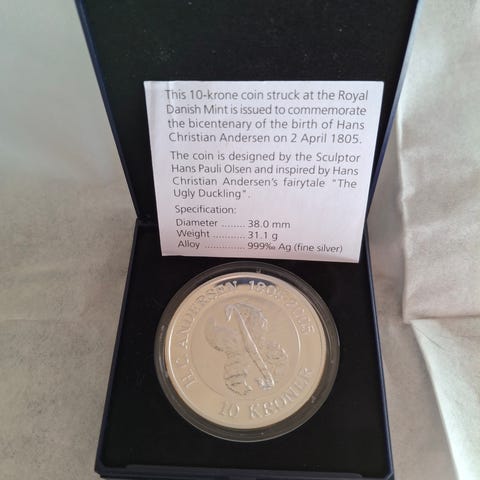 This 10-krone coin struck at the Royal
Danish Mint is issued to commemorate
the bicentenary of the birth of Hans
Christian Andersen on 2 April 1805.
The coin is designed by the Sculptor
Hans Pauli Olsen and inspired by Hans
Christian Andersen's fairytale "The
Ugly Duckling".
Specification:
Diameter ........ 38.0 mm
Weight ........... 31.1 g
Alloy .............. 999‰ Ag (fine silver)
H.C. ANDERSEN 1805-2005
10 KRONER